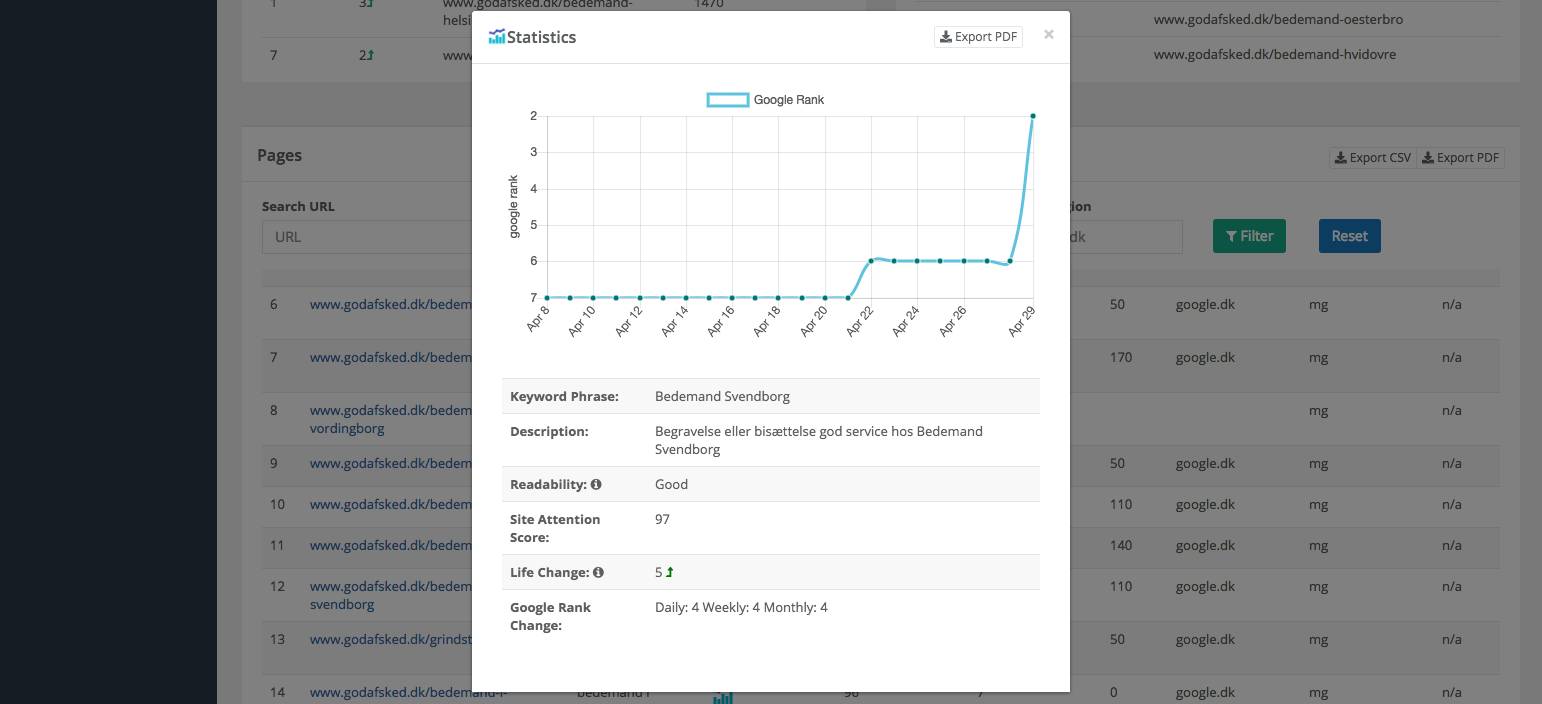 1 3 www.godafsked.dk/bedemand- 1470
helsi
www.godafsked.dk/bedemand-oesterbro
7 2 www
www.godafsked.dk/bedemand-hvidovre
Statistics
Export PDF ×
Google Rank
google rank
2
3
4
5
6
7
Apr 8 Apr 10 Apr 12 Apr 14 Apr 16 Apr 18 Apr 20 Apr 22 Apr 24 Apr 26 Apr 29
Keyword Phrase: Bedemand Svendborg
Description: Begravelse eller bisættelse god service hos Bedemand
Svendborg
Readability: Good
Site Attention
Score: 97
Life Change: 5
Google Rank
Change: Daily: 4 Weekly: 4 Monthly: 4
Pages
Export CSV Export PDF
Search URL
ion
URL
dk
Filter Reset
6 www.godafsked.dk/bedem 50 google.dk mg n/a
7 www.godafsked.dk/bedem 170 google.dk mg n/a
8 www.godafsked.dk/bedem mg n/a
vordingborg
9 www.godafsked.dk/bedem 50 google.dk mg n/a
10 www.godafsked.dk/bedem 110 google.dk mg n/a
11 www.godafsked.dk/bedem 140 google.dk mg n/a
12 www.godafsked.dk/bedem 110 google.dk mg n/a
svendborg
13 www.godafsked.dk/grindst 50 google.dk mg n/a
14 www.godafsked.dk/bedemand-i- bedemand i 96 7 0 google.dk mg n/a